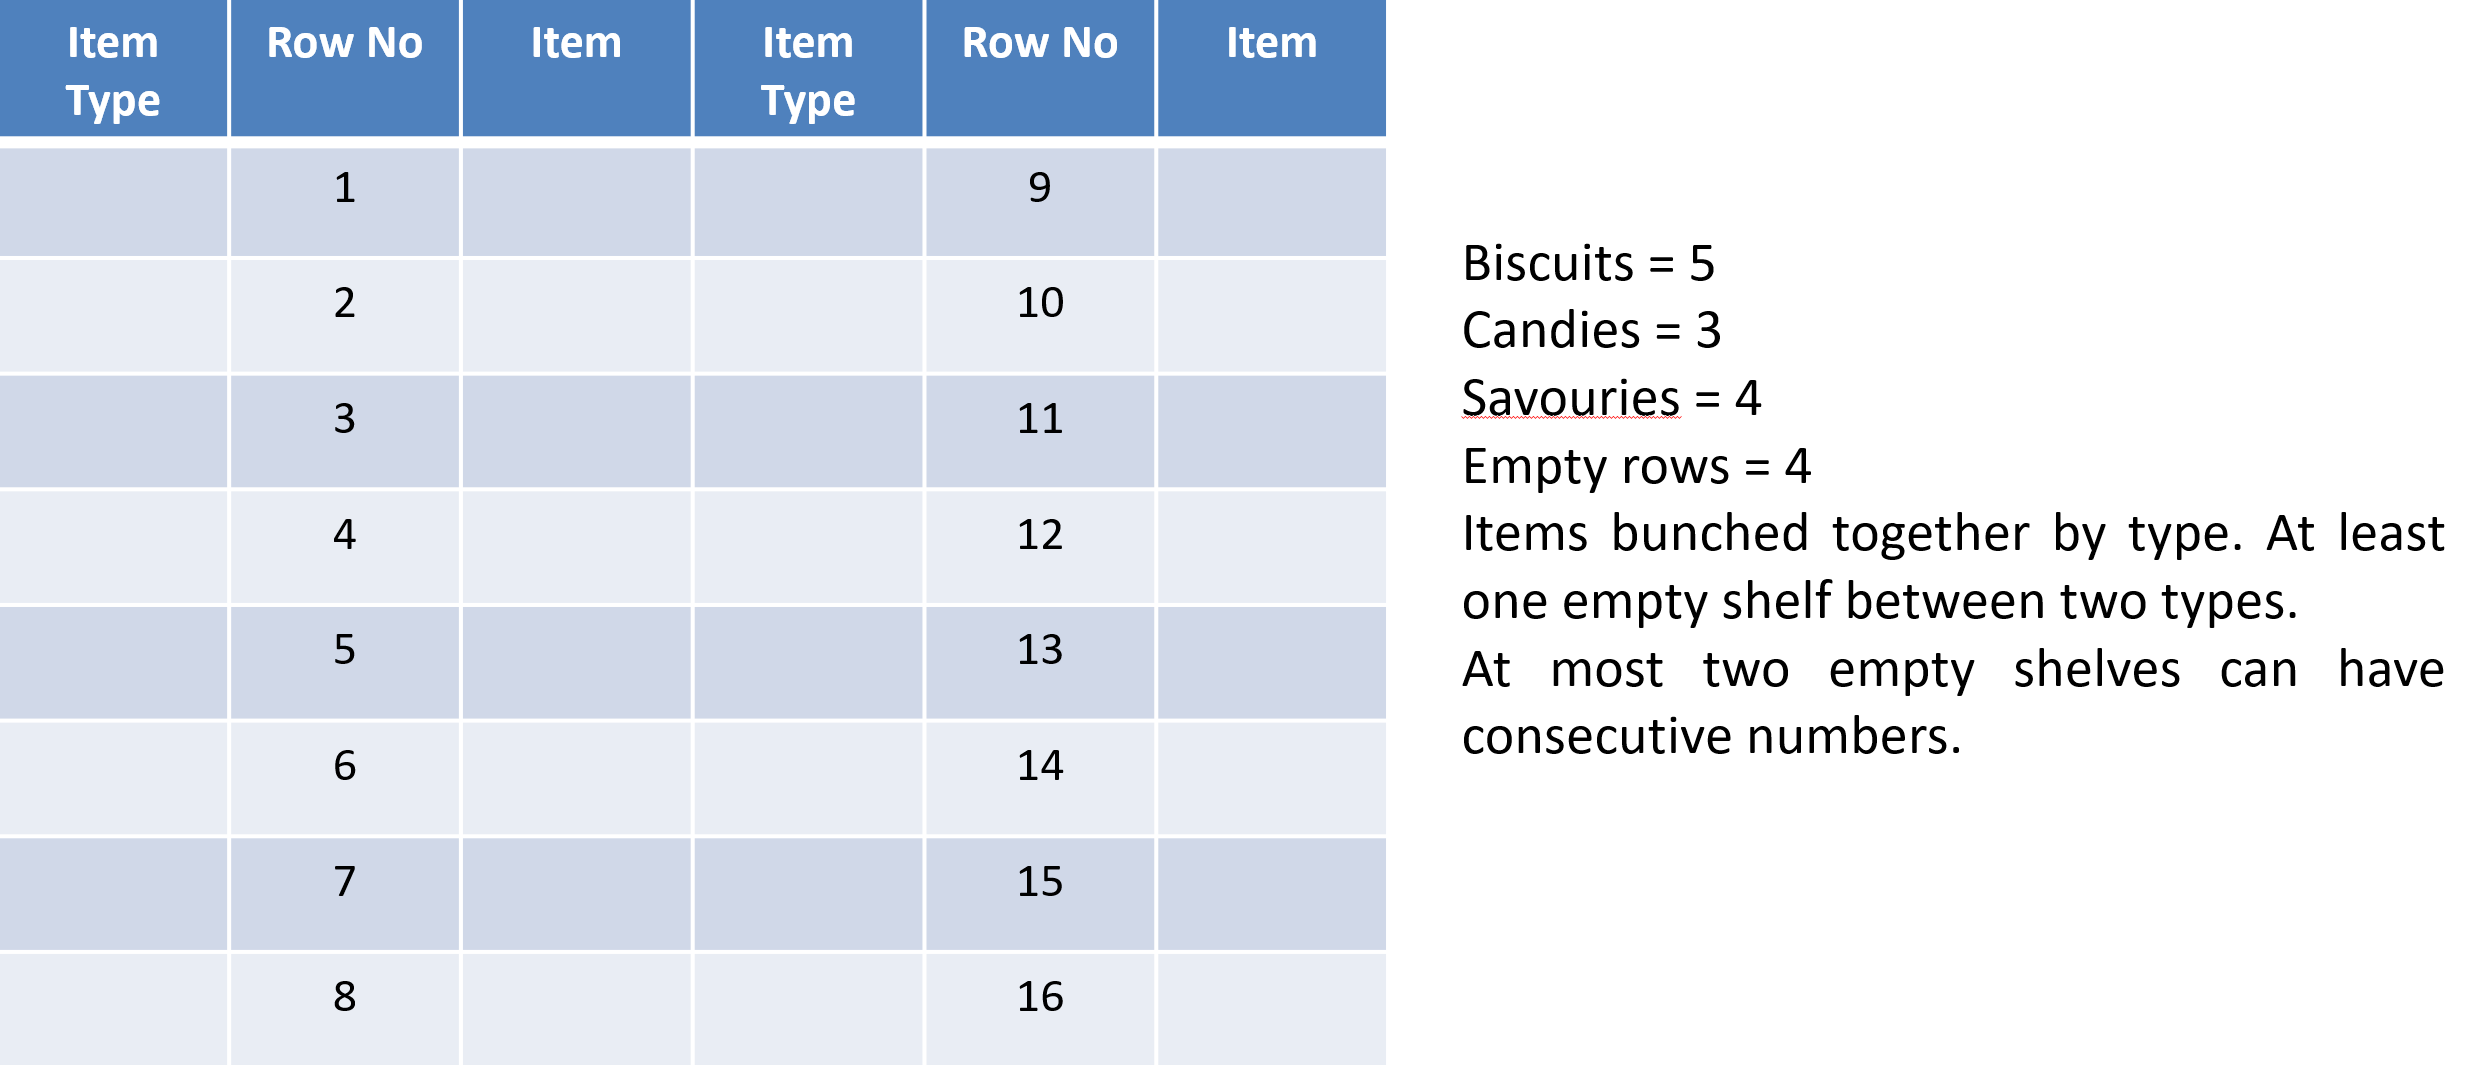 Item Type Row No Item Item Type Row No Item
1 9
2 10
3 11
4 12
5 13
6 14
7 15
8 16
Biscuits = 5
Candies = 3
Savouries = 4
Empty rows = 4
Items bunched together by type. At least
one empty shelf between two types.
At most two empty shelves can have
consecutive numbers.